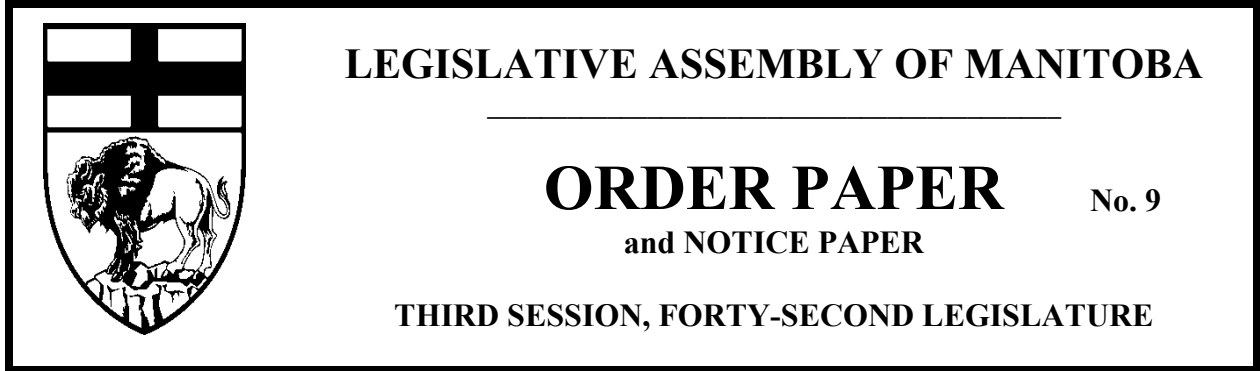 LEGISLATIVE ASSEMBLY OF MANITOBA
ORDER PAPER No. 9
and NOTICE PAPER
THIRD SESSION, FORTY-SECOND LEGISLATURE